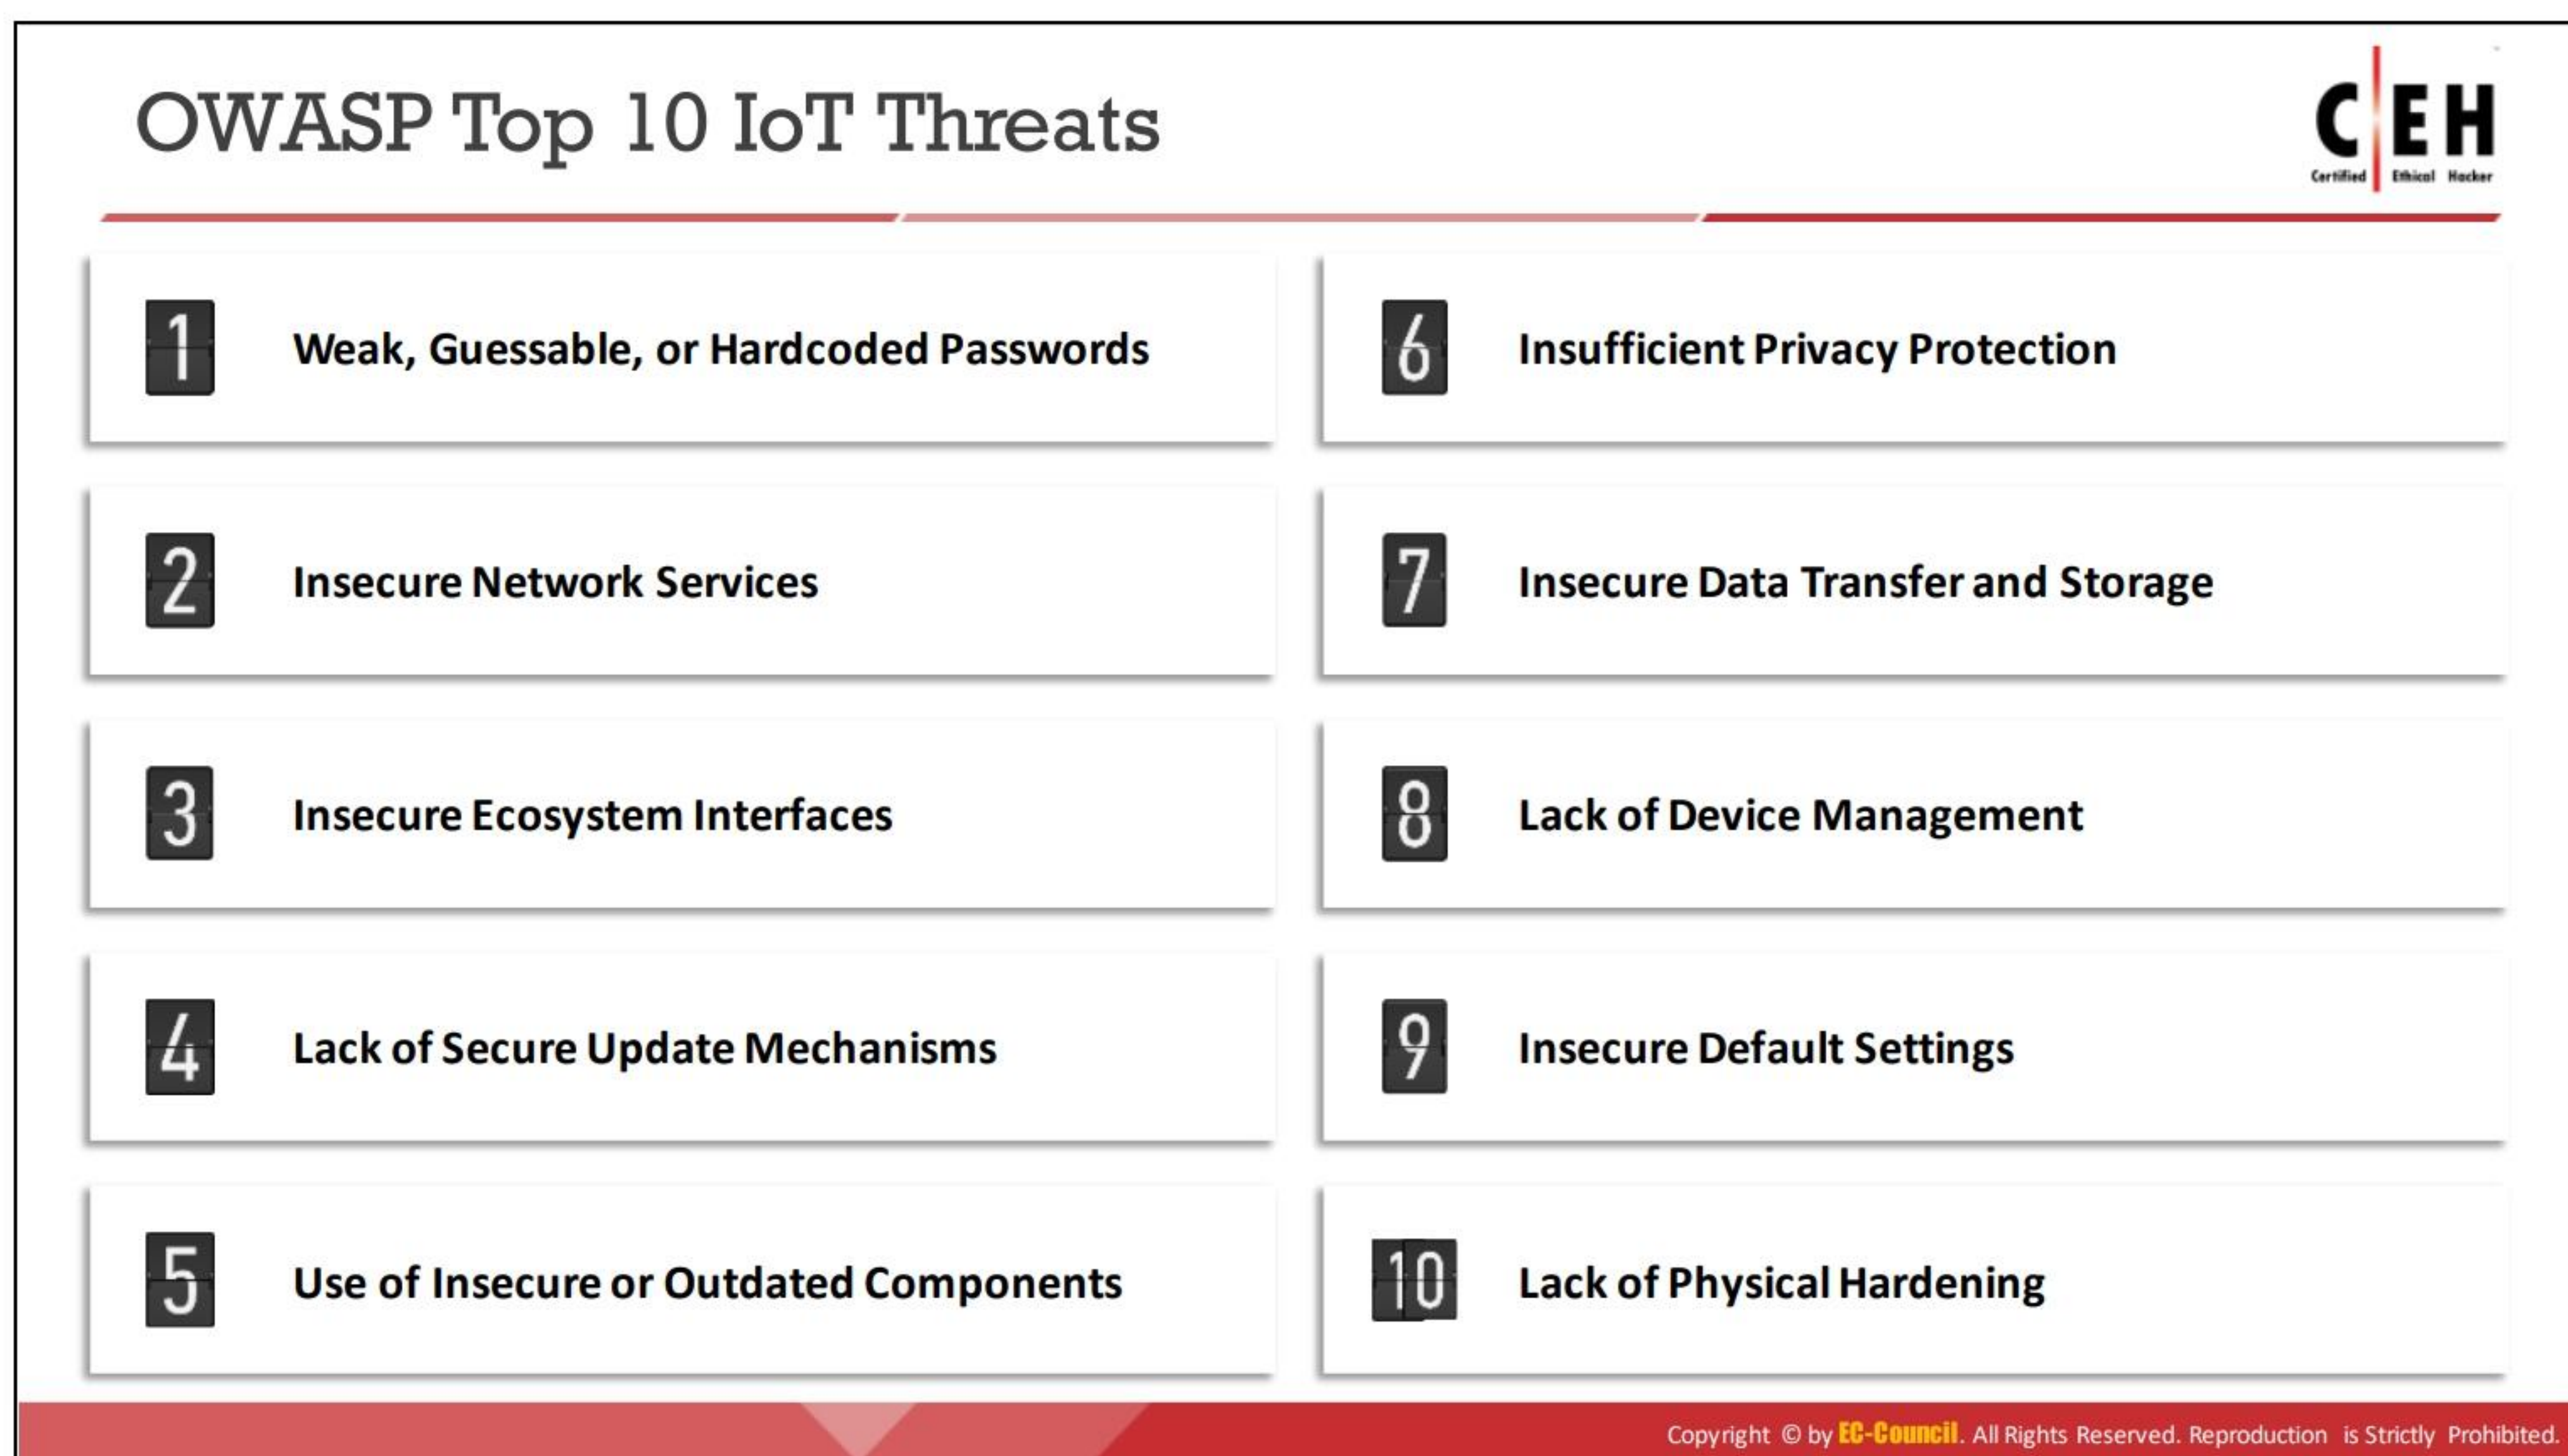 OWASP Top 10 IoT Threats
C|EH
Certified Ethical Hacker
1 Weak, Guessable, or Hardcoded Passwords
2 Insecure Network Services
3 Insecure Ecosystem Interfaces
4 Lack of Secure Update Mechanisms
5 Use of Insecure or Outdated Components
6 Insufficient Privacy Protection
7 Insecure Data Transfer and Storage
8 Lack of Device Management
9 Insecure Default Settings
10 Lack of Physical Hardening
Copyright © by EC-Council. All Rights Reserved. Reproduction is Strictly Prohibited.